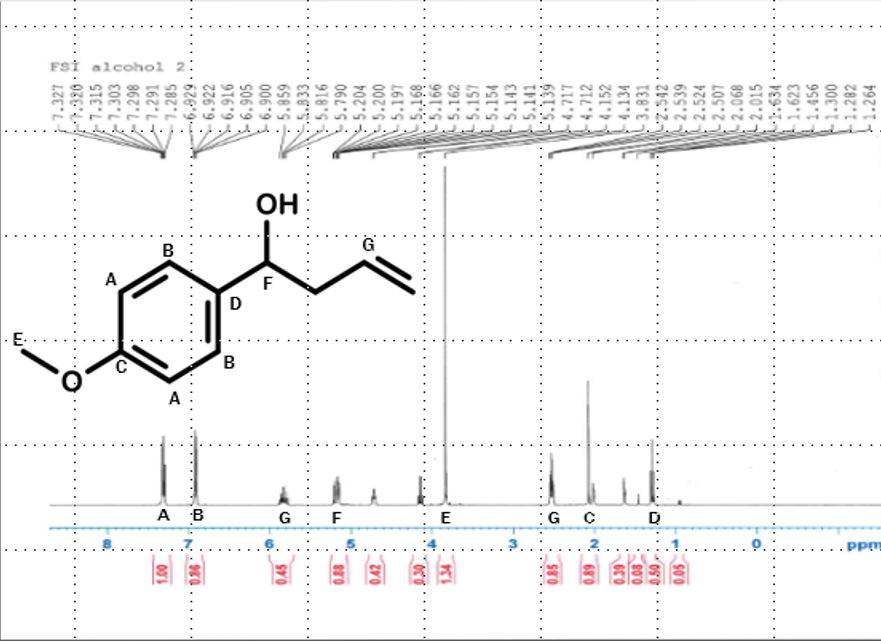 FSI alcohol 2
7.327 7.320 7.315 7.303 7.298 7.291 7.285 6.929 6.922 6.916 6.905 6.900 5.859 5.833 5.816 5.790 5.204 5.200 5.197 5.168 5.166 5.162 5.157 5.154 5.143 5.141 5.139 4.717 4.712 4.152 4.134 3.831 2.542 2.539 2.524 2.507 2.068 2.015 1.634 1.623 1.456 1.300 1.282 1.264
OH
B G
A F
D
E C B
O A
A B G F E G C D
8 7 6 5 4 3 2 1 0 ppm
1.00 0.86 0.45 0.88 0.42 0.30 1.34 0.85 0.89 0.39 0.08 0.50 0.05